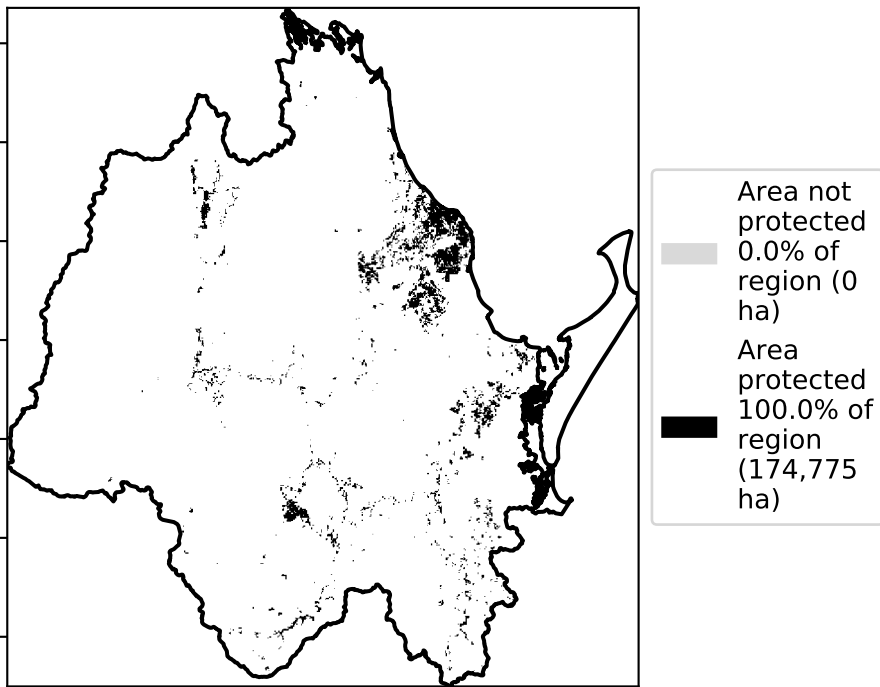 Area not
protected
0.0% of
region (0
ha)
Area
protected
100.0% of
region
(174,775
ha)